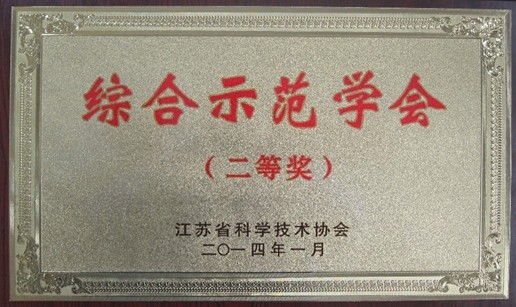 综合示范学会
（二等奖）
江苏省科学技术协会
二〇一四年一月